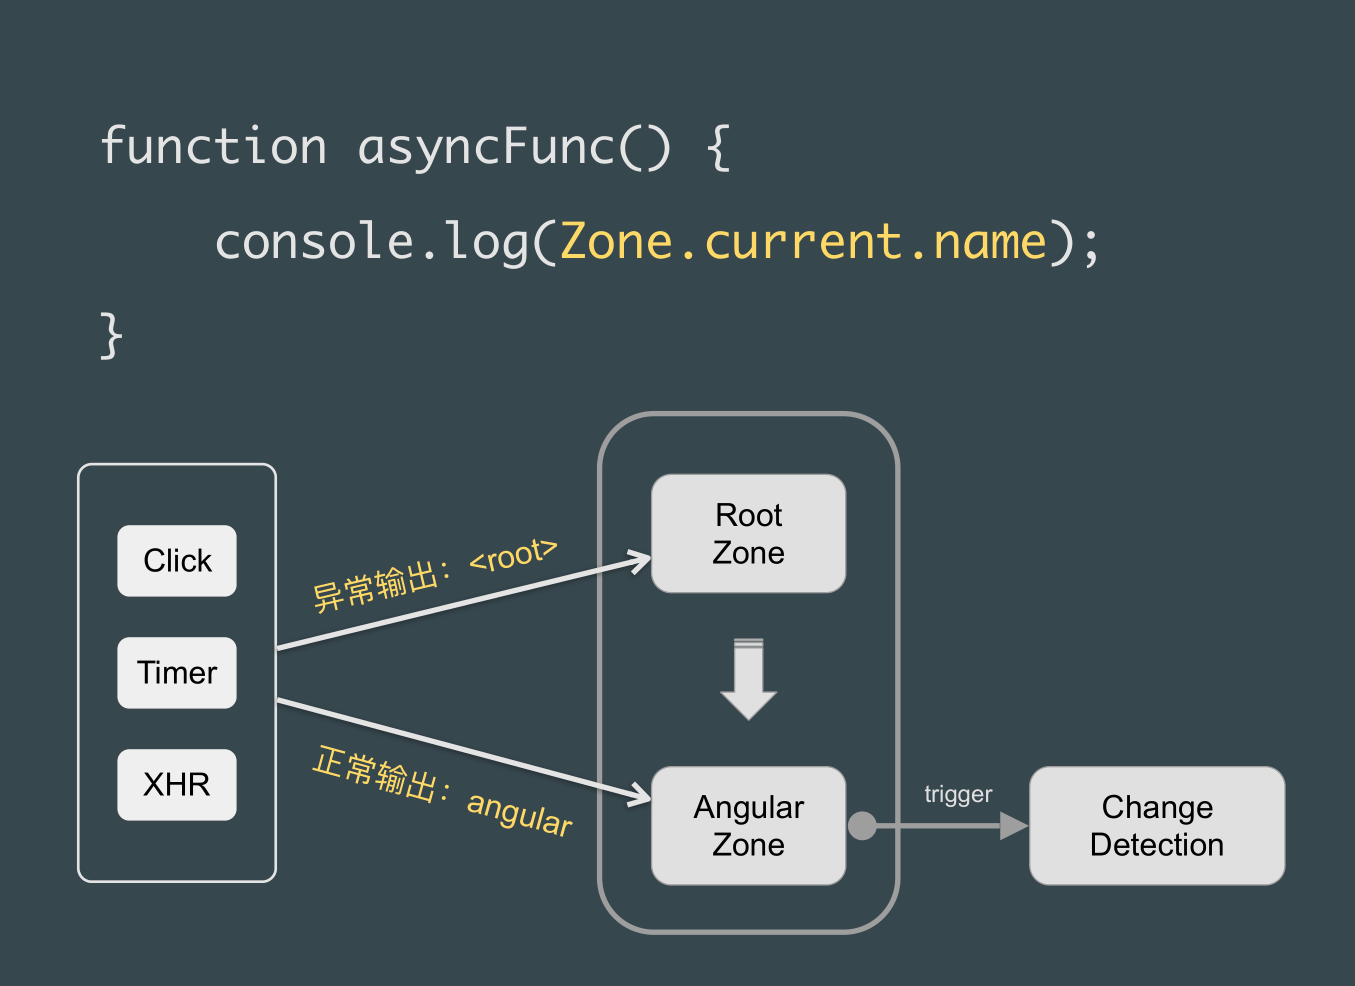 function asyncFunc() {
console.log(Zone.current.name);
}
Click
Timer
XHR
异常输出：<root>
正常输出：angular
Root
Zone
Angular
Zone
trigger
Change
Detection